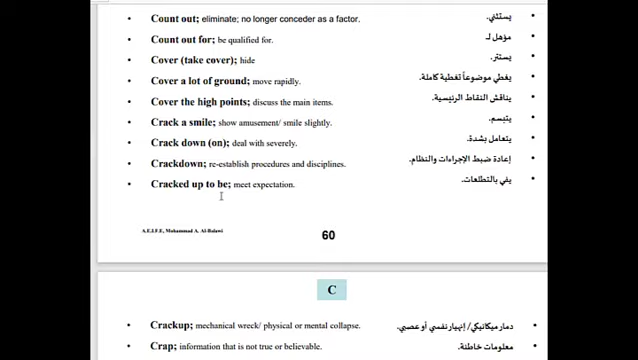 • Count out; eliminate; no longer conceder as a factor. يستثني. •
• Count out for; be qualified for. مؤهل لـ •
• Cover (take cover); hide يستتر. •
• Cover a lot of ground; move rapidly. يغطي موضوعاً تغطية كاملة. •
• Cover the high points; discuss the main items. يناقش النقاط الرئيسية. •
• Crack a smile; show amusement/ smile slightly. يبتسم. •
• Crack down (on); deal with severely. يتعامل بشدة. •
• Crackdown; re-establish procedures and disciplines. إعادة ضبط الإجراءات والنظام. •
• Cracked up to be; meet expectation. يفي بالتطلعات. •
A.E.I.F.E, Mohammad A. Al-Balawi
60
C
• Crackup; mechanical wreck/ physical or mental collapse. دمار ميكانيكي/ إنهيار نفسي أو عصبي. •
• Crap; information that is not true or believable. معلومات خاطئة. •